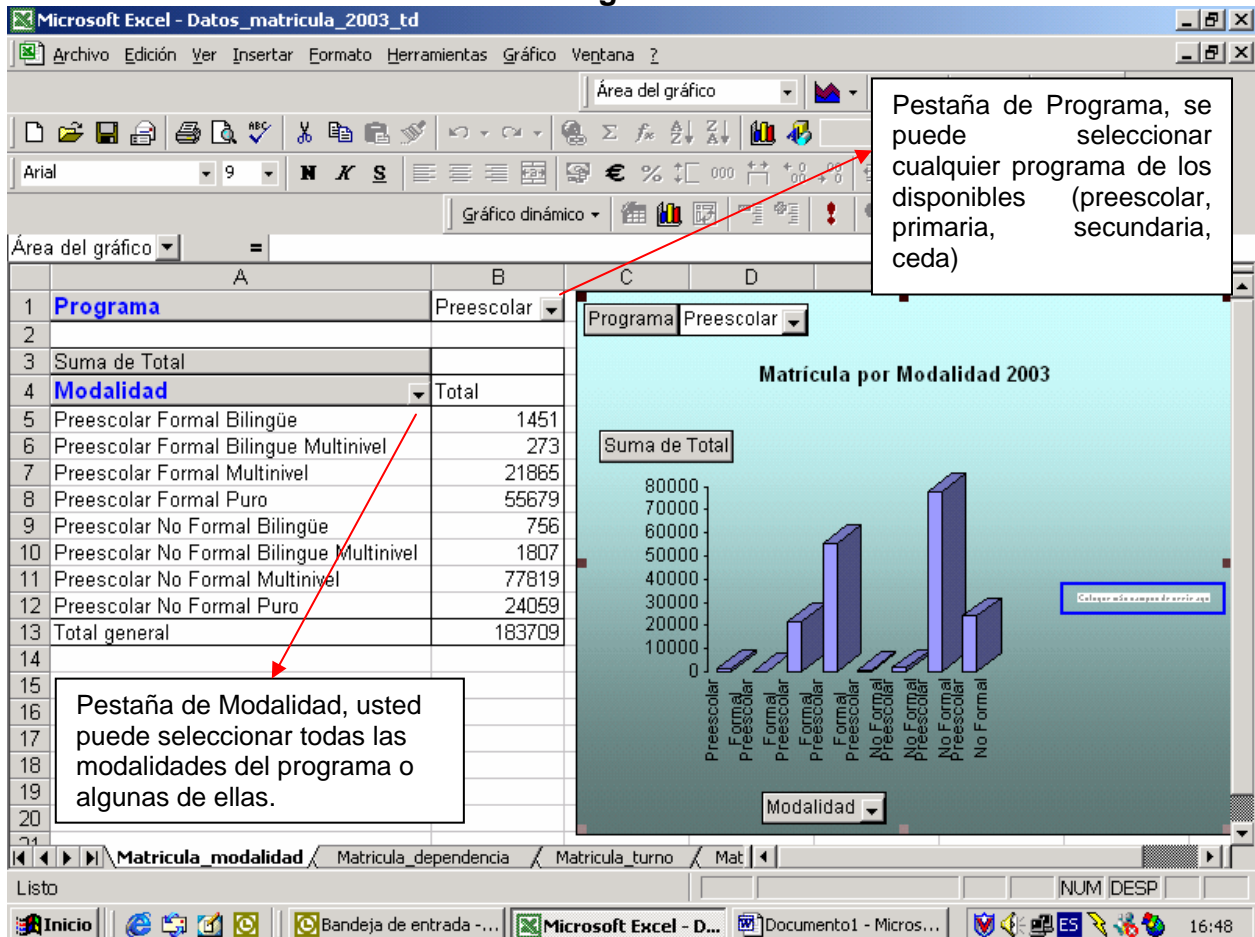 Microsoft Excel - Datos_matricula_2003_td
Archivo Edición Ver Insertar Formato Herramientas Gráfico Ventana ?
Área del gráfico
Arial 9 N K S
Gráfico dinámico
Pestaña de Programa, se
puede seleccionar
cualquier programa de los
disponibles (preescolar,
primaria, secundaria,
ceda)
Área del gráfico =
A B C D
1 Programa Preescolar
2
3 Suma de Total
4 Modalidad Total
5 Preescolar Formal Bilingüe 1451
6 Preescolar Formal Bilingue Multinivel 273
7 Preescolar Formal Multinivel 21865
8 Preescolar Formal Puro 55679
9 Preescolar No Formal Bilingüe 756
10 Preescolar No Formal Bilingue Multinivel 1807
11 Preescolar No Formal Multinivel 77819
12 Preescolar No Formal Puro 24059
13 Total general 183709
14
15
16
17
18
19
20
21
Pestaña de Modalidad, usted
puede seleccionar todas las
modalidades del programa o
algunas de ellas.
Programa Preescolar
Matrícula por Modalidad 2003
Suma de Total
80000
70000
60000
50000
40000
30000
20000
10000
0
Preescolar Formal
Preescolar Formal
Preescolar Formal
Preescolar Formal
Preescolar No Formal
Preescolar No Formal
Preescolar No Formal
Preescolar No Formal
Modalidad
Matricula_modalidad Matricula_dependencia Matricula_turno Mat
Listo NUM DESP
Inicio Bandeja de entrada -... Microsoft Excel - D... Documento1 - Micros... ES 16:48